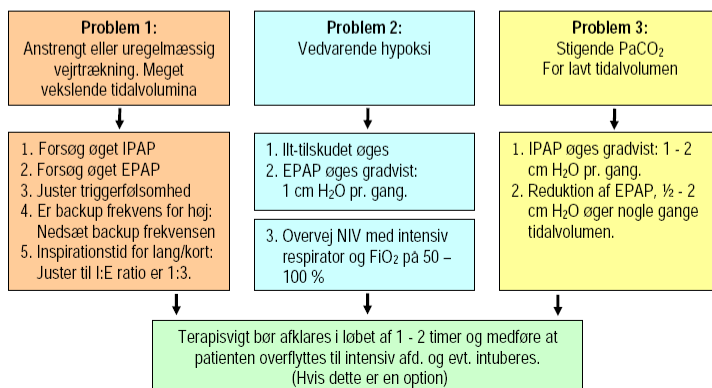 Problem 1:
Anstrengt eller uregelmæssig
vejrtrækning. Meget
vekslende tidalvolumina
Problem 2:
Vedvarende hypoksi
Problem 3:
Stigende PaCO₂
For lavt tidalvolumen
1. Forsøg øget IPAP
2. Forsøg øget EPAP
3. Juster triggerfølsomhed
4. Er backup frekvens for høj:
Nedsæt backup frekvensen
5. Inspirationstid for lang/kort:
Juster til I:E ratio er 1:3.
1. Ilt-tilskudet øges
2. EPAP øges gradvist:
1 cm H₂O pr. gang.
3. Overvej NIV med intensiv
respirator og FiO₂ på 50 –
100 %
1. IPAP øges gradvist: 1 - 2
cm H₂O pr. gang.
2. Reduktion af EPAP, ½ - 2
cm H₂O øger nogle gange
tidalvolumen.
Terapisvigt bør afklares i løbet af 1 - 2 timer og medføre at
patienten overflyttes til intensiv afd. og evt. intuberes.
(Hvis dette er en option)